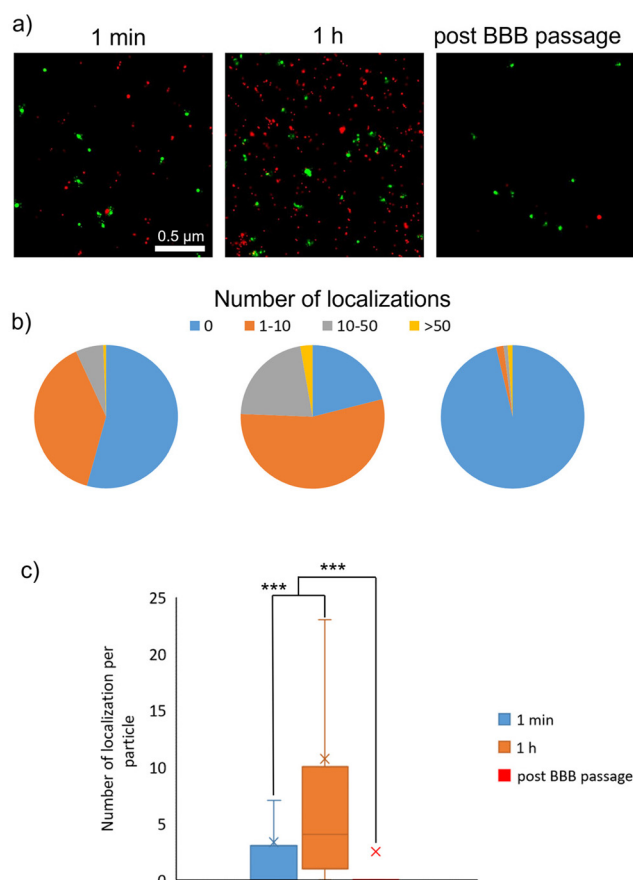 a)
1 min
1 h
post BBB passage
0.5 µm
Number of localizations
b)
0
1-10
10-50
>50
c)
***
***
25
20
15
10
5
0
Number of localization per
particle
1 min
1 h
post BBB passage